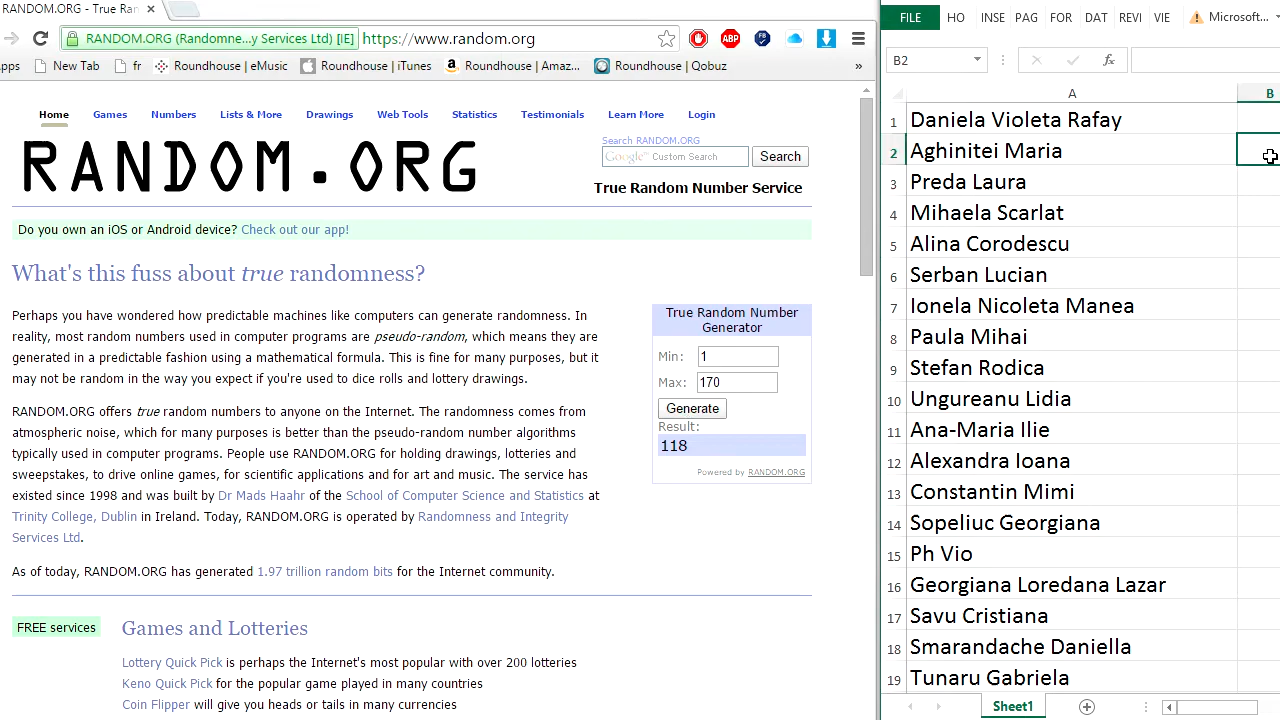 RANDOM.ORG - True Ran
FILE HO INSE PAG FOR DAT REVI VIE Microsoft...
RANDOM.ORG (Randomne...y Services Ltd) [IE] https://www.random.org
B2
pps New Tab fr Roundhouse | eMusic Roundhouse | iTunes Roundhouse | Amaz... Roundhouse | Qobuz »
Home Games Numbers Lists & More Drawings Web Tools Statistics Testimonials Learn More Login
RANDOM.ORG
Search RANDOM.ORG
Google™ Custom Search Search
True Random Number Service
Do you own an iOS or Android device? Check out our app!
What's this fuss about true randomness?
Perhaps you have wondered how predictable machines like computers can generate randomness. In
reality, most random numbers used in computer programs are pseudo-random, which means they are
generated in a predictable fashion using a mathematical formula. This is fine for many purposes, but it
may not be random in the way you expect if you're used to dice rolls and lottery drawings.
RANDOM.ORG offers true random numbers to anyone on the Internet. The randomness comes from
atmospheric noise, which for many purposes is better than the pseudo-random number algorithms
typically used in computer programs. People use RANDOM.ORG for holding drawings, lotteries and
sweepstakes, to drive online games, for scientific applications and for art and music. The service has
existed since 1998 and was built by Dr Mads Haahr of the School of Computer Science and Statistics at
Trinity College, Dublin in Ireland. Today, RANDOM.ORG is operated by Randomness and Integrity
Services Ltd.
As of today, RANDOM.ORG has generated 1.97 trillion random bits for the Internet community.
True Random Number
Generator
Min: 1
Max: 170
Generate
Result:
118
Powered by RANDOM.ORG
FREE services
Games and Lotteries
Lottery Quick Pick is perhaps the Internet's most popular with over 200 lotteries
Keno Quick Pick for the popular game played in many countries
Coin Flipper will give you heads or tails in many currencies
A B
1 Daniela Violeta Rafay
2 Aghinitei Maria
3 Preda Laura
4 Mihaela Scarlat
5 Alina Corodescu
6 Serban Lucian
7 Ionela Nicoleta Manea
8 Paula Mihai
9 Stefan Rodica
10 Ungureanu Lidia
11 Ana-Maria Ilie
12 Alexandra Ioana
13 Constantin Mimi
14 Sopeliuc Georgiana
15 Ph Vio
16 Georgiana Loredana Lazar
17 Savu Cristiana
18 Smarandache Daniella
19 Tunaru Gabriela
Sheet1